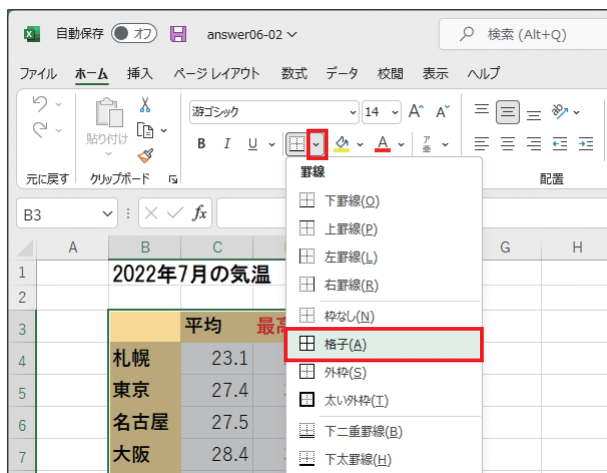 自動保存 オフ answer06-02 検索 (Alt+Q)
ファイル ホーム 挿入 ページ レイアウト 数式 データ 校閲 表示 ヘルプ
游ゴシック 14 A A
貼り付け B I U A ア亜
元に戻す クリップボード 配置
罫線
B3 fx
下罫線(O)
上罫線(P)
左罫線(L)
右罫線(R)
枠なし(N)
格子(A)
外枠(S)
太い外枠(T)
下二重罫線(B)
下太罫線(H)
A B C G H
1 2022年7月の気温
2
3 平均 最高
4 札幌 23.1
5 東京 27.4
6 名古屋 27.5
7 大阪 28.4